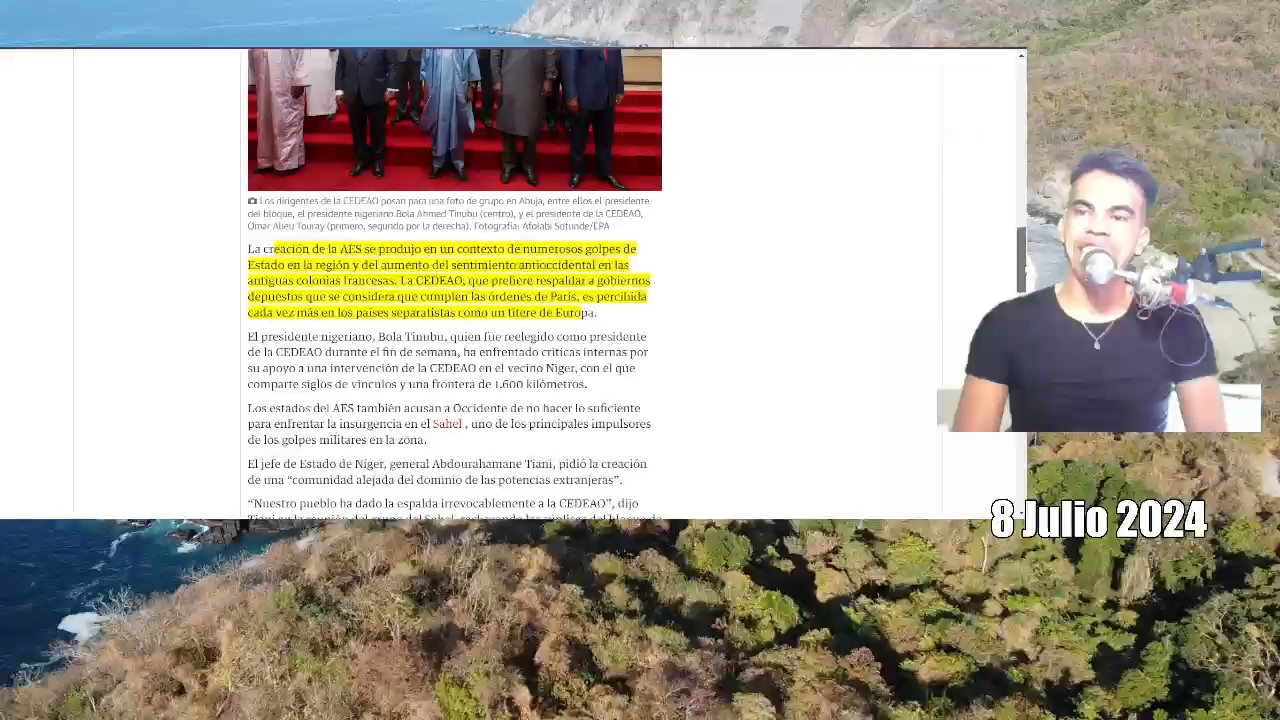 Los dirigentes de la CEDEAO posan para una foto de grupo en Abuja, entre ellos el presidente
del bloque, el presidente nigeriano Bola Ahmed Tinubu (centro), y el presidente de la CEDEAO,
Omar Alieu Touray (primero, segundo por la derecha). Fotografía: Afolabi Sotunde/EPA
La creación de la AES se produjo en un contexto de numerosos golpes de
Estado en la región y del aumento del sentimiento antioccidental en las
antiguas colonias francesas. La CEDEAO, que prefiere respaldar a gobiernos
depuestos que se considera que cumplen las órdenes de París, es percibida
cada vez más en los países separatistas como un títere de Europa.
El presidente nigeriano, Bola Tinubu, quien fue reelegido como presidente
de la CEDEAO durante el fin de semana, ha enfrentado críticas internas por
su apoyo a una intervención de la CEDEAO en el vecino Níger, con el que
comparte siglos de vínculos y una frontera de 1.600 kilómetros.
Los estados del AES también acusan a Occidente de no hacer lo suficiente
para enfrentar la insurgencia en el Sahel , uno de los principales impulsores
de los golpes militares en la zona.
El jefe de Estado de Níger, general Abdourahamane Tiani, pidió la creación
de una “comunidad alejada del dominio de las potencias extranjeras”.
“Nuestro pueblo ha dado la espalda irrevocablemente a la CEDEAO”, dijo
8 Julio 2024